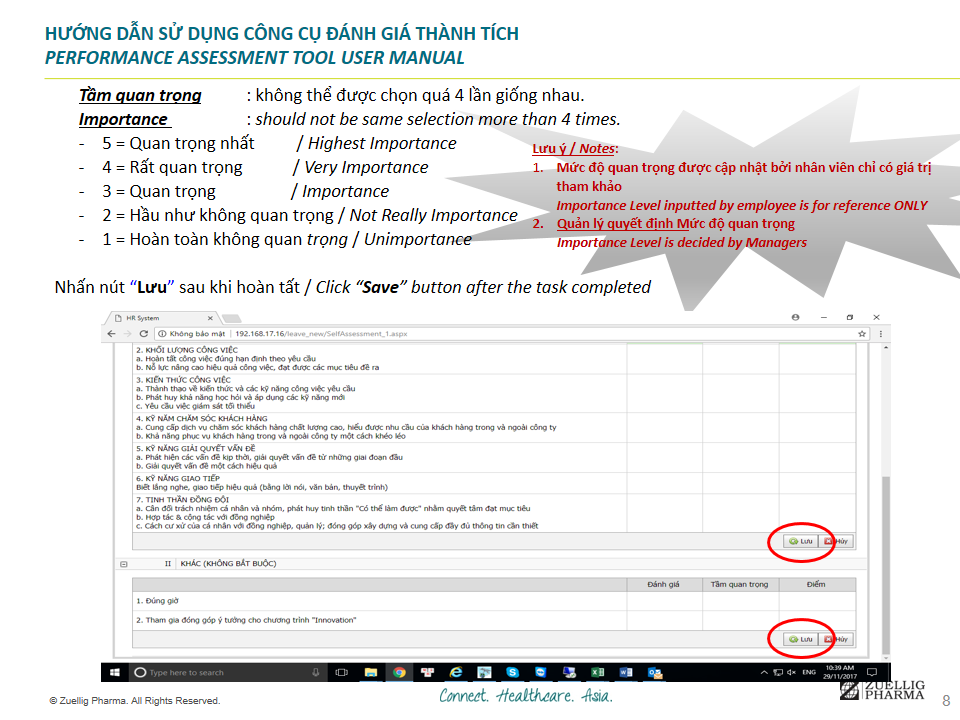 HƯỚNG DẪN SỬ DỤNG CÔNG CỤ ĐÁNH GIÁ THÀNH TÍCH
PERFORMANCE ASSESSMENT TOOL USER MANUAL
Tầm quan trọng : không thể được chọn quá 4 lần giống nhau.
Importance : should not be same selection more than 4 times.
- 5 = Quan trọng nhất / Highest Importance
- 4 = Rất quan trọng / Very Importance
- 3 = Quan trọng / Importance
- 2 = Hầu như không quan trọng / Not Really Importance
- 1 = Hoàn toàn không quan trọng / Unimportance
Lưu ý / Notes:
1. Mức độ quan trọng được cập nhật bởi nhân viên chỉ có giá trị
tham khảo
Importance Level inputted by employee is for reference ONLY
2. Quản lý quyết định Mức độ quan trọng
Importance Level is decided by Managers
Nhấn nút “Lưu” sau khi hoàn tất / Click “Save” button after the task completed
HR System
Không bảo mật | 192.168.17.16/leave_new/SelfAssessment_1.aspx
2. KHỐI LƯỢNG CÔNG VIỆC
a. Hoàn tất công việc đúng hạn định theo yêu cầu
b. Nỗ lực nâng cao hiệu quả công việc, đạt được các mục tiêu đề ra
3. KIẾN THỨC CÔNG VIỆC
a. Thành thạo về kiến thức và các kỹ năng công việc yêu cầu
b. Phát huy khả năng học hỏi và áp dụng các kỹ năng mới
c. Yêu cầu việc giám sát tối thiểu
4. KỸ NĂM CHĂM SÓC KHÁCH HÀNG
a. Cung cấp dịch vụ chăm sóc khách hàng chất lượng cao, hiểu được nhu cầu của khách hàng trong và ngoài công ty
b. Khả năng phục vụ khách hàng trong và ngoài công ty một cách khéo léo
5. KỸ NĂNG GIẢI QUYẾT VẤN ĐỀ
a. Phát hiện các vấn đề kịp thời, giải quyết vấn đề từ những giai đoạn đầu
b. Giải quyết vấn đề một cách hiệu quả
6. KỸ NĂNG GIAO TIẾP
Biết lắng nghe, giao tiếp hiệu quả (bằng lời nói, văn bản, thuyết trình)
7. TINH THẦN ĐỒNG ĐỘI
a. Cân đối trách nhiệm cá nhân và nhóm, phát huy tinh thần "Có thể làm được" nhằm quyết tâm đạt mục tiêu
b. Hợp tác & cộng tác với đồng nghiệp
c. Cách cư xử của cá nhân với đồng nghiệp, quản lý; đóng góp xây dựng và cung cấp đầy đủ thông tin cần thiết
Lưu Hủy
II KHÁC (KHÔNG BẮT BUỘC)
Đánh giá Tầm quan trọng Điểm
1. Đúng giờ
2. Tham gia đóng góp ý tưởng cho chương trình "Innovation"
Lưu Hủy
Type here to search
ENG 10:39 AM
29/11/2017
© Zuellig Pharma. All Rights Reserved.
Connect. Healthcare. Asia.
ZUELLIG
PHARMA
8